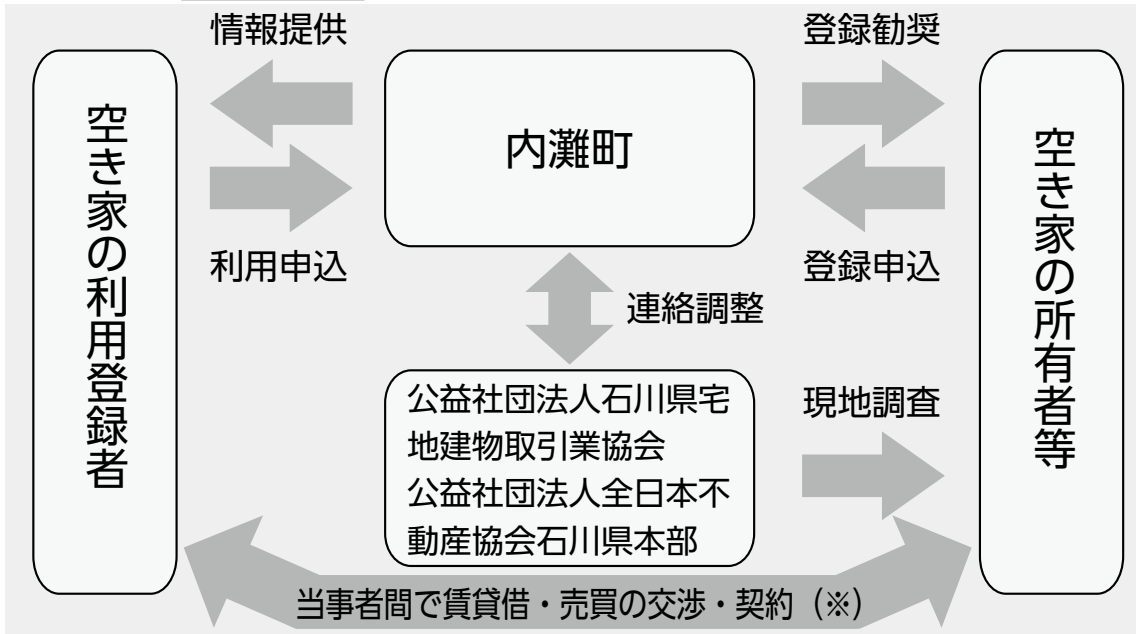 情報提供
登録勧奨
空き家の利用登録者
内灘町
空き家の所有者等
利用申込
登録申込
連絡調整
公益社団法人石川県宅
地建物取引業協会
公益社団法人全日本不
動産協会石川県本部
現地調査
当事者間で賃貸借・売買の交渉・契約（※）